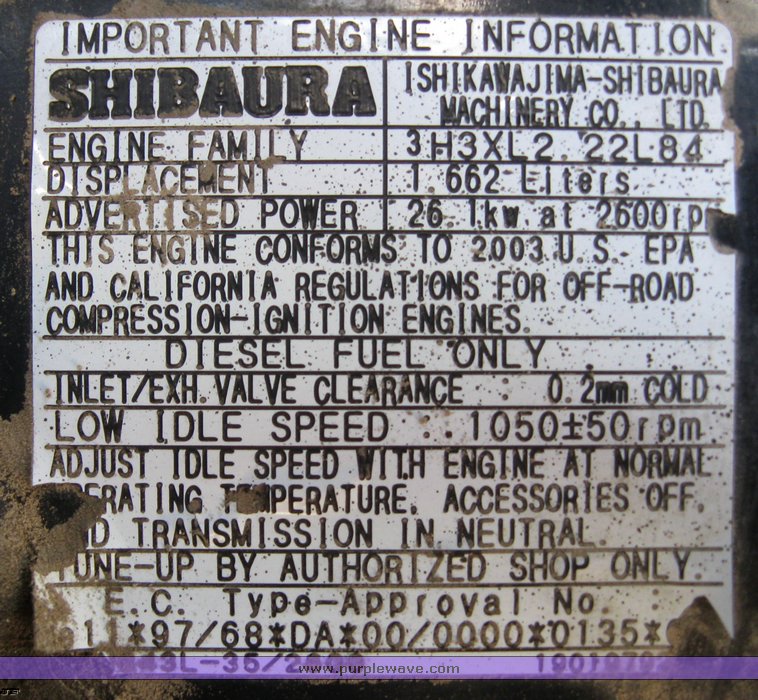 IMPORTANT ENGINE INFORMATION
SHIBAURA ISHIKAWAJIMA-SHIBAURA
MACHINERY CO., LTD.
ENGINE FAMILY 3H3XL2.22L84
DISPLACEMENT 1.662 Liters
ADVERTISED POWER 26.1kw at 2600rp
THIS ENGINE CONFORMS TO 2003 U.S. EPA
AND CALIFORNIA REGULATIONS FOR OFF-ROAD
COMPRESSION-IGNITION ENGINES.
DIESEL FUEL ONLY
INLET/EXH.VALVE CLEARANCE : 0.2mm COLD
LOW IDLE SPEED : 1050±50rpm
ADJUST IDLE SPEED WITH ENGINE AT NORMAL
OPERATING TEMPERATURE. ACCESSORIES OFF.
AND TRANSMISSION IN NEUTRAL.
TUNE-UP BY AUTHORIZED SHOP ONLY.
E.C. Type-Approval No.
e11*97/68*DA*00/0000*0135*
www.purplewave.com